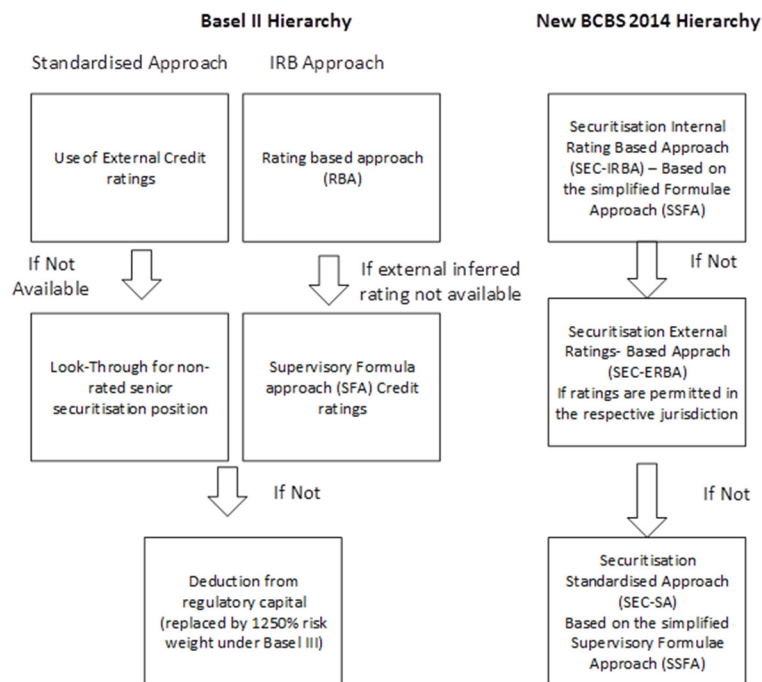 Basel II Hierarchy
New BCBS 2014 Hierarchy
Standardised Approach
IRB Approach
Use of External Credit
ratings
Rating based approach
(RBA)
Securitisation Internal
Rating Based Approach
(SEC-IRBA) – Based on
the simplified Formulae
Approach (SSFA)
If Not
Available
If external inferred
rating not available
If Not
Look-Through for non-
rated senior
securitisation position
Supervisory Formula
approach (SFA) Credit
ratings
Securitisation External
Ratings- Based Apprach
(SEC-ERBA)
If ratings are permitted in
the respective jurisdiction
If Not
If Not
Deduction from
regulatory capital
(replaced by 1250% risk
weight under Basel III)
Securitisation
Standardised Approach
(SEC-SA)
Based on the simplified
Supervisory Formulae
Approach (SSFA)